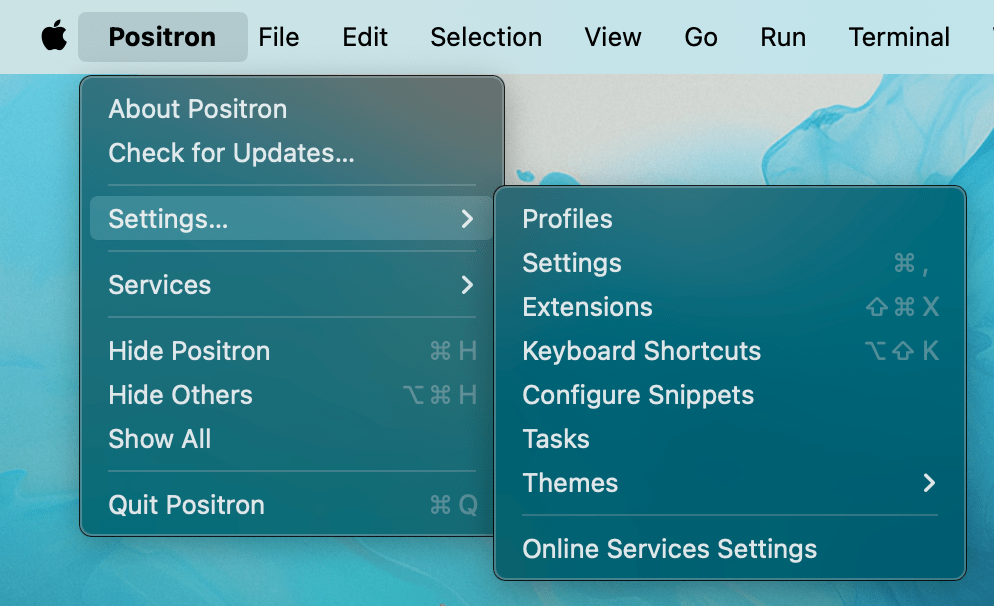 Positron File Edit Selection View Go Run Terminal
About Positron
Check for Updates...
Settings...
Services
Hide Positron ⌘ H
Hide Others ⌥ ⌘ H
Show All
Quit Positron ⌘ Q
Profiles
Settings ⌘ ,
Extensions ⇧ ⌘ X
Keyboard Shortcuts ⌥ ⇧ K
Configure Snippets
Tasks
Themes
Online Services Settings